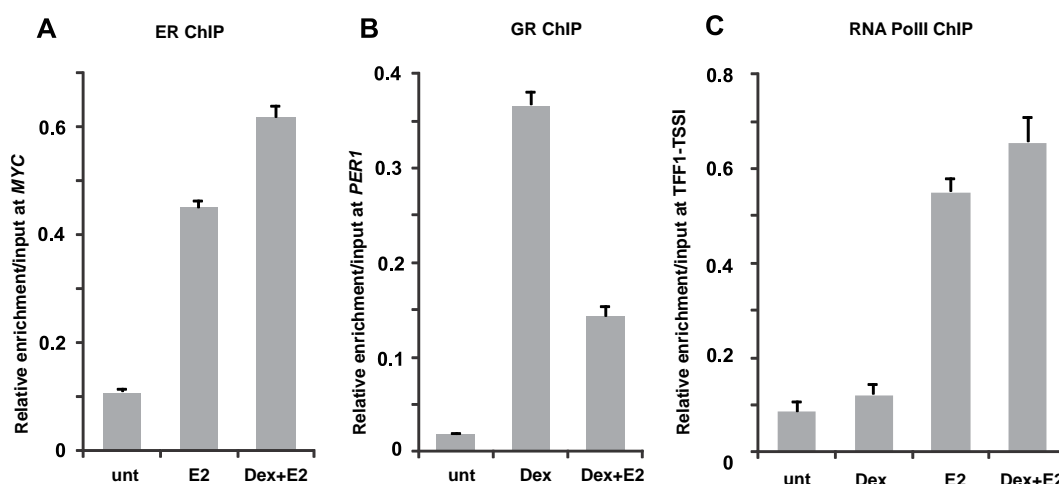 A
ER ChIP
Relative enrichment/input at MYC
0.6
0.4
0.2
0
unt
E2
Dex+E2
B
GR ChIP
Relative enrichment/input at PER1
0.4
0.3
0.2
0.1
0
unt
Dex
Dex+E2
C
RNA PolII ChIP
Relative enrichment/input at TFF1-TSSI
0.8
0.6
0.4
0.2
0
unt
Dex
E2
Dex+E2